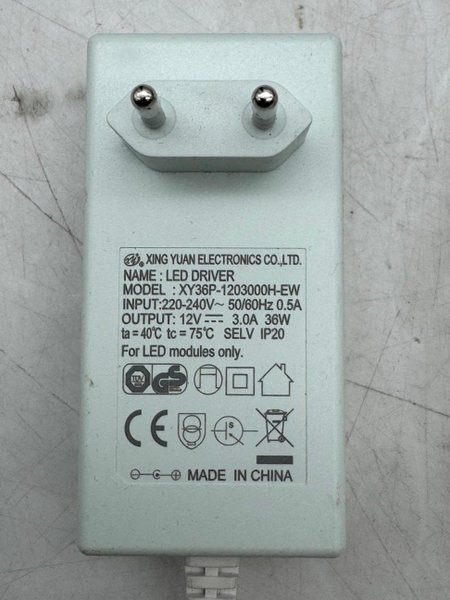 XING YUAN ELECTRONICS CO.,LTD.
NAME : LED DRIVER
MODEL : XY36P-1203000H-EW
INPUT:220-240V~ 50/60Hz 0.5A
OUTPUT: 12V⎓ 3.0A 36W
ta = 40℃ tc = 75℃ SELV IP20
For LED modules only.
TÜV GS
CE S
MADE IN CHINA